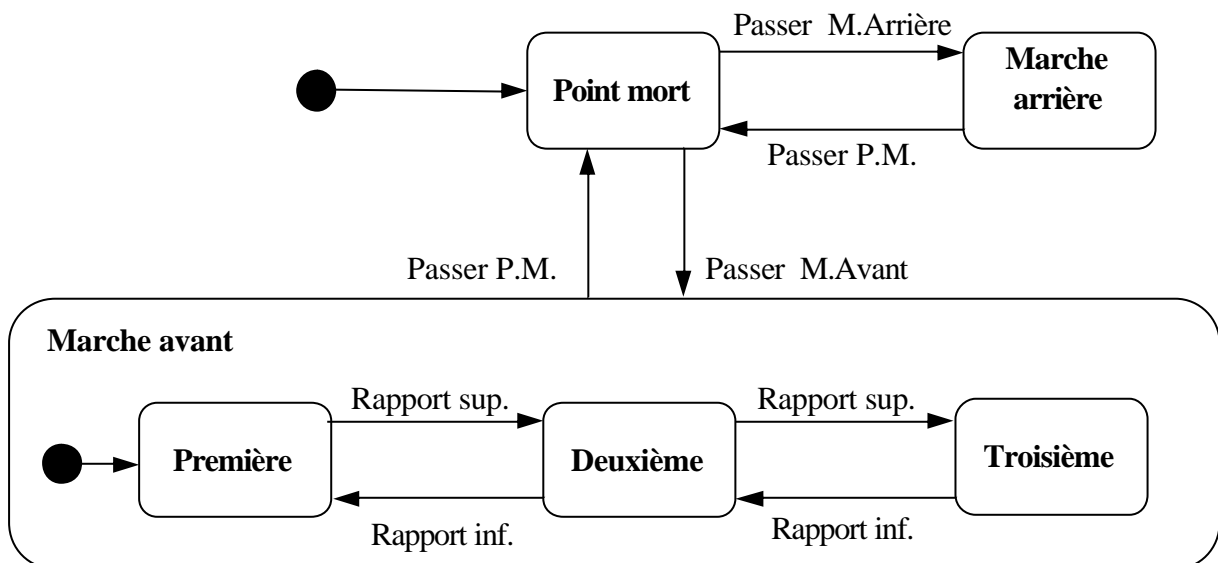 Passer M.Arrière
Point mort
Marche
arrière
Passer P.M.
Passer P.M.
Passer M.Avant
Marche avant
Rapport sup.
Rapport sup.
Première
Deuxième
Troisième
Rapport inf.
Rapport inf.